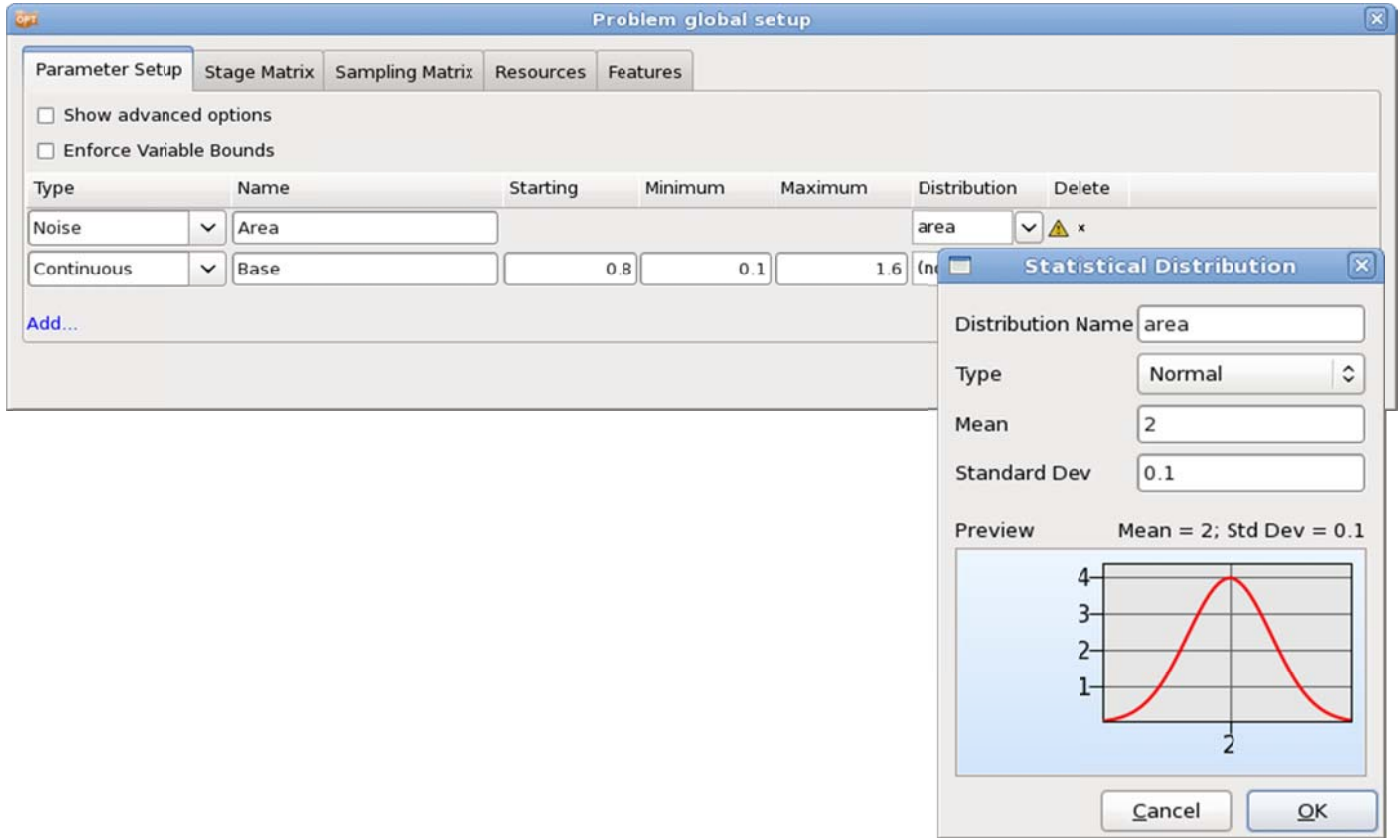 OPT Problem global setup
Parameter Setup Stage Matrix Sampling Matrix Resources Features
Show advanced options
Enforce Variable Bounds
Type Name Starting Minimum Maximum Distribution Delete
Noise Area area x
Continuous Base 0.8 0.1 1.6 (no
Add...
Statistical Distribution
Distribution Name area
Type Normal
Mean 2
Standard Dev 0.1
Preview Mean = 2; Std Dev = 0.1
4
3
2
1
2
Cancel OK